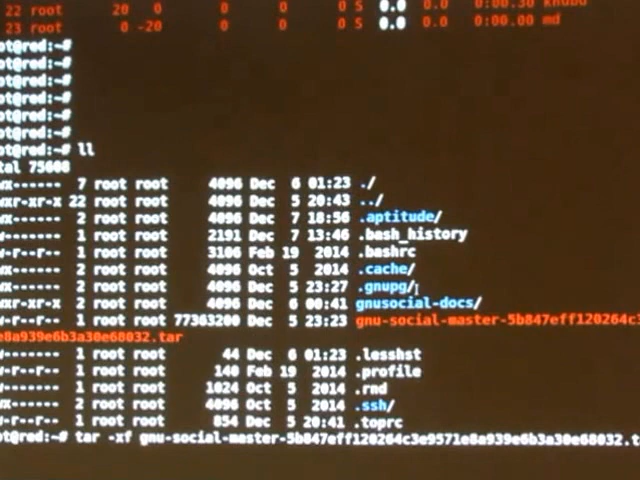 22 root 20 0 0 0 0 S 0.0 0.0 0:00.30 khubd
23 root 0 -20 0 0 0 S 0.0 0.0 0:00.00 md
ot@red:~#
ot@red:~#
ot@red:~#
ot@red:~#
ot@red:~#
ot@red:~#
ot@red:~# ll
tal 75608
wx------ 7 root root 4096 Dec 6 01:23 ./
wxr-xr-x 22 root root 4096 Dec 5 20:43 ../
wx------ 2 root root 4096 Dec 7 18:56 .aptitude/
w------- 1 root root 2191 Dec 7 13:46 .bash_history
w-r--r-- 1 root root 3106 Feb 19 2014 .bashrc
wx------ 2 root root 4096 Oct 5 2014 .cache/
wx------ 2 root root 4096 Dec 5 23:27 .gnupg/
wxr-xr-x 2 root root 4096 Dec 6 00:41 gnusocial-docs/
w-r--r-- 1 root root 77363200 Dec 5 23:23 gnu-social-master-5b847eff120264c3
e8a939e6b3a30e68032.tar
w------- 1 root root 44 Dec 6 01:23 .lesshst
w-r--r-- 1 root root 140 Feb 19 2014 .profile
w------- 1 root root 1024 Oct 5 2014 .rnd
wx------ 2 root root 4096 Oct 5 2014 .ssh/
w-r--r-- 1 root root 854 Dec 5 20:41 .toprc
ot@red:~# tar -xf gnu-social-master-5b847eff120264c3e9571e8a939e6b3a30e68032.t